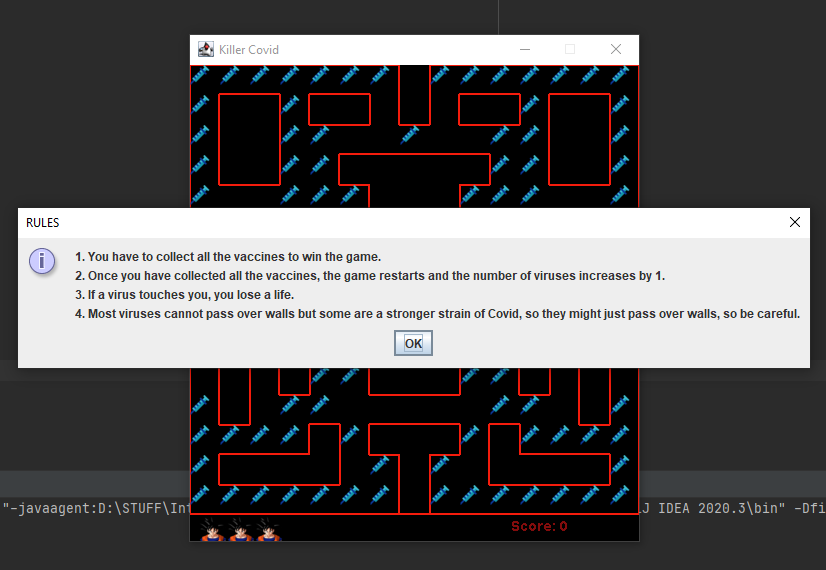 Killer Covid
RULES
1. You have to collect all the vaccines to win the game.
2. Once you have collected all the vaccines, the game restarts and the number of viruses increases by 1.
3. If a virus touches you, you lose a life.
4. Most viruses cannot pass over walls but some are a stronger strain of Covid, so they might just pass over walls, so be careful.
OK
"-javaagent:D:\STUFF\Int J IDEA 2020.3\bin" -Dfi
Score: 0